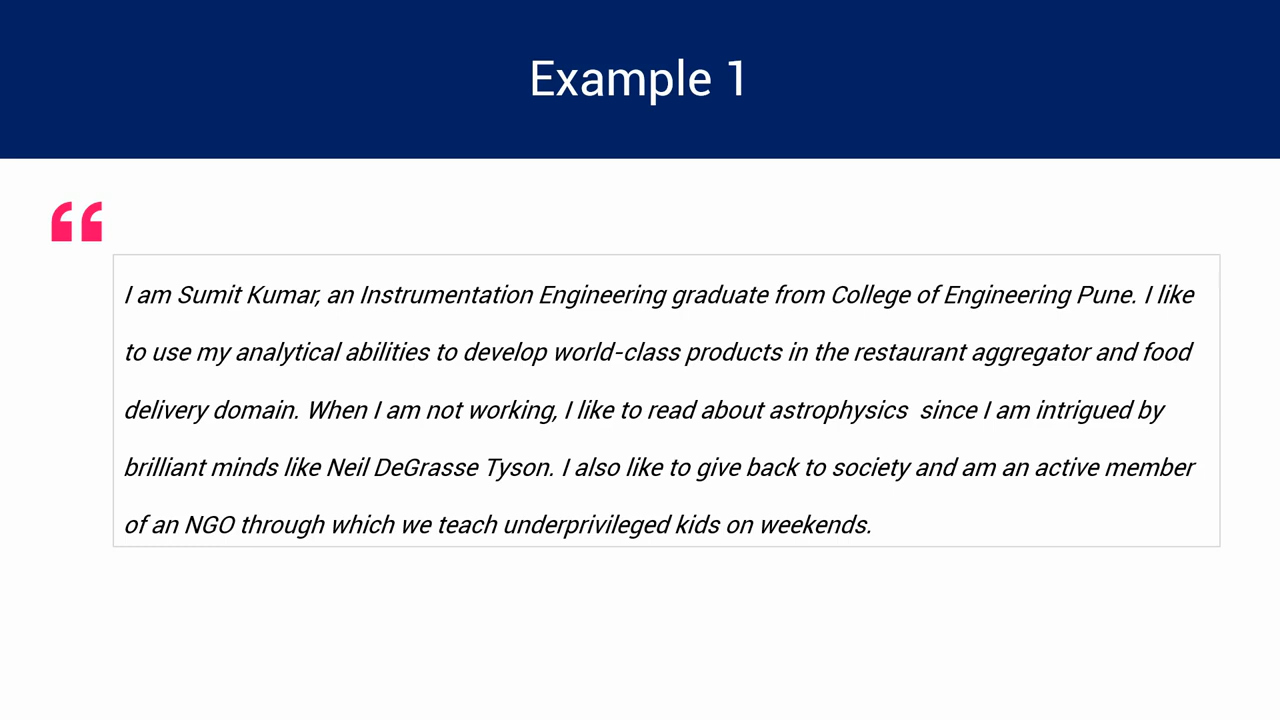 Example 1
“
I am Sumit Kumar, an Instrumentation Engineering graduate from College of Engineering Pune. I like
to use my analytical abilities to develop world-class products in the restaurant aggregator and food
delivery domain. When I am not working, I like to read about astrophysics  since I am intrigued by
brilliant minds like Neil DeGrasse Tyson. I also like to give back to society and am an active member
of an NGO through which we teach underprivileged kids on weekends.